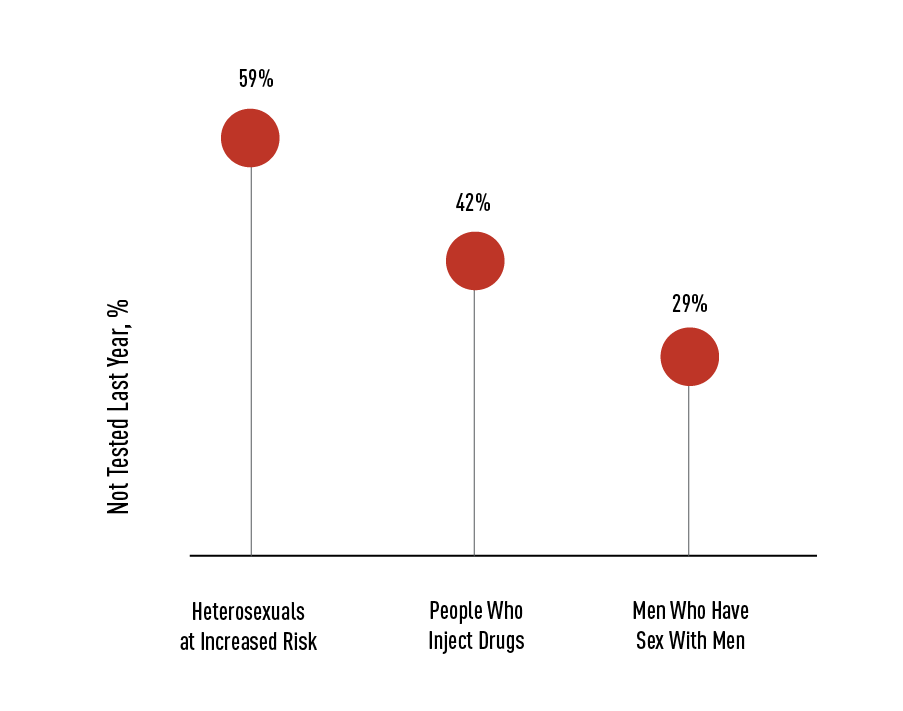 59%
42%
29%
Not Tested Last Year, %
Heterosexuals
at Increased Risk
People Who
Inject Drugs
Men Who Have
Sex With Men